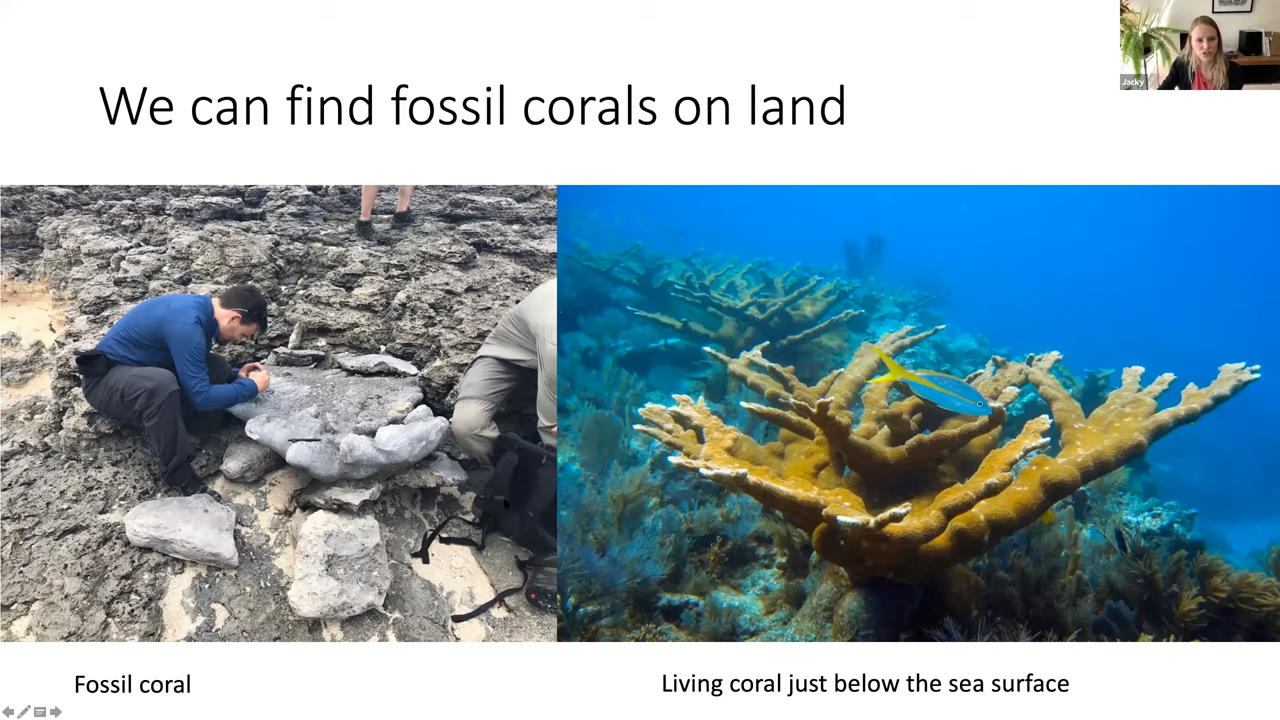 We can find fossil corals on land
Jacky
Fossil coral
Living coral just below the sea surface